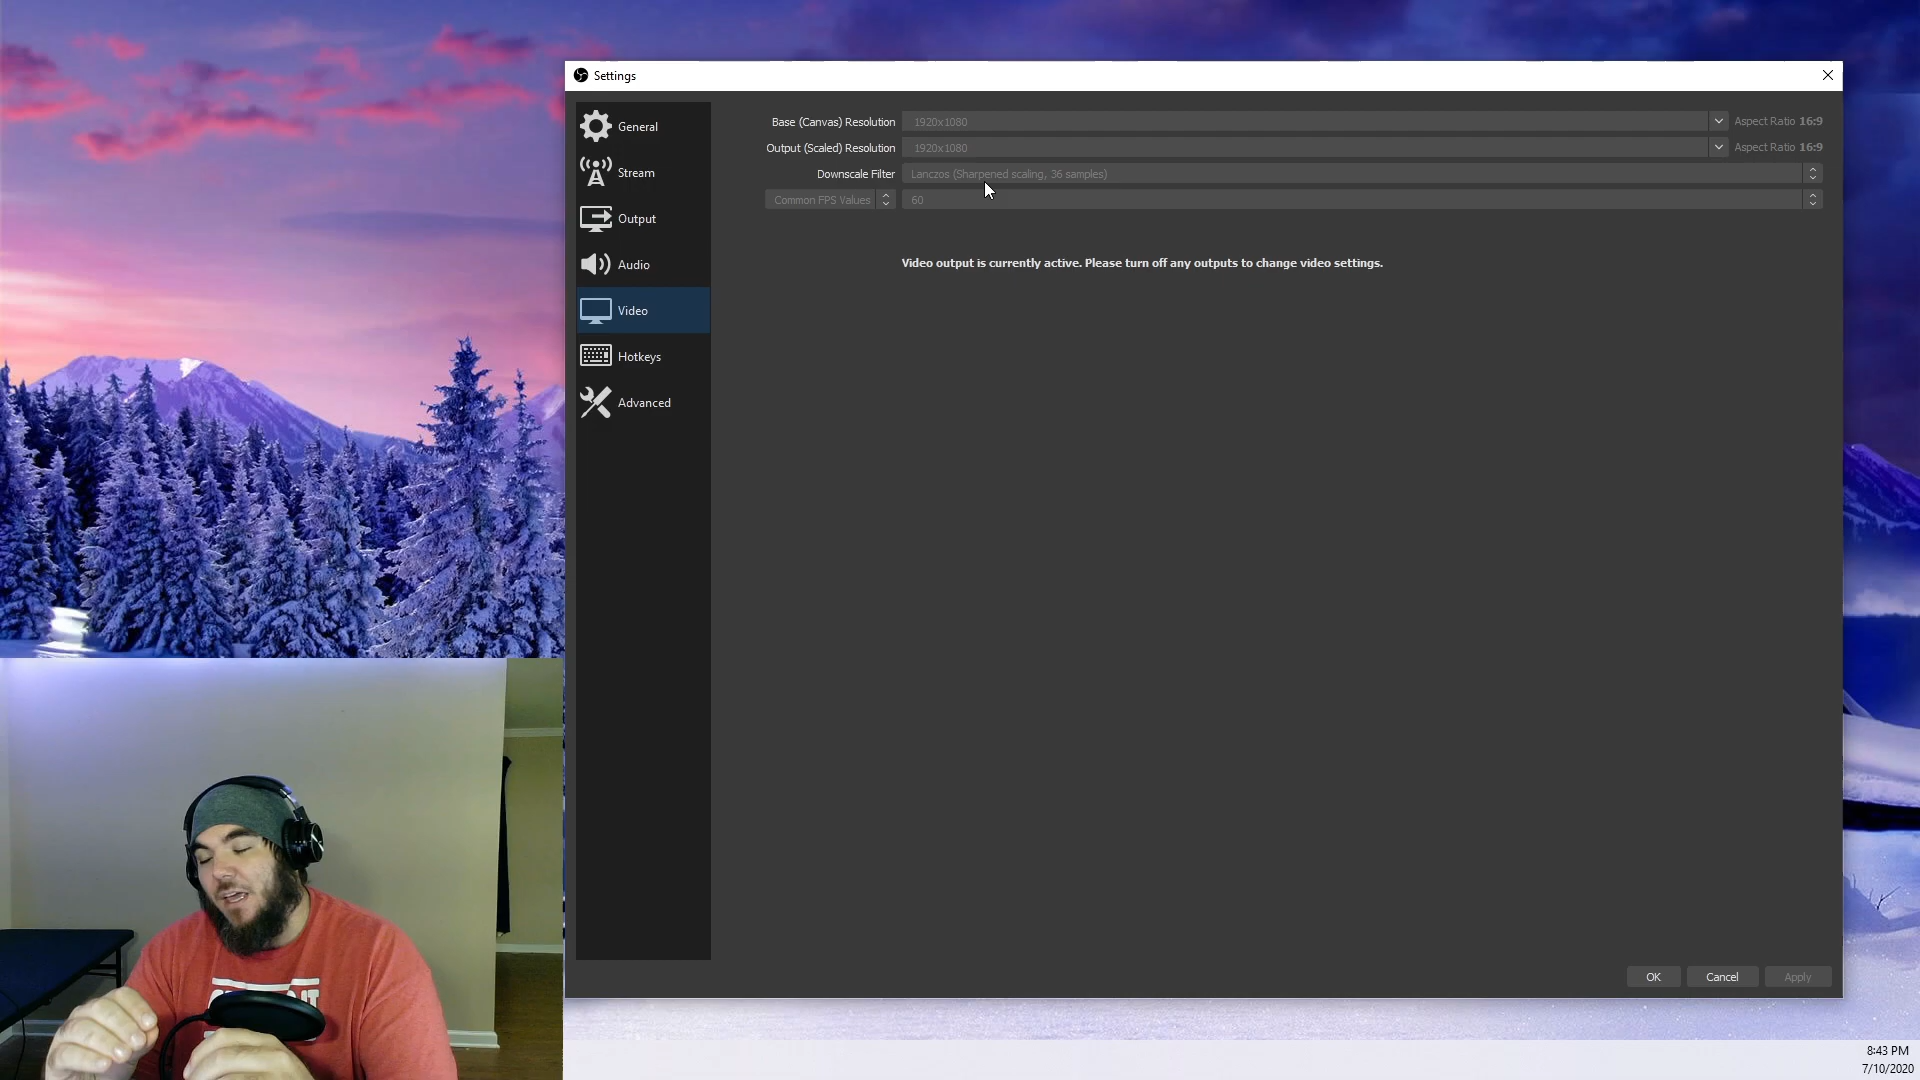 Settings
General
Stream
Output
Audio
Video
Hotkeys
Advanced
Base (Canvas) Resolution 1920x1080 Aspect Ratio 16:9
Output (Scaled) Resolution 1920x1080 Aspect Ratio 16:9
Downscale Filter Lanczos (Sharpened scaling, 36 samples)
Common FPS Values 60
Video output is currently active. Please turn off any outputs to change video settings.
OK Cancel Apply
8:43 PM
7/10/2020